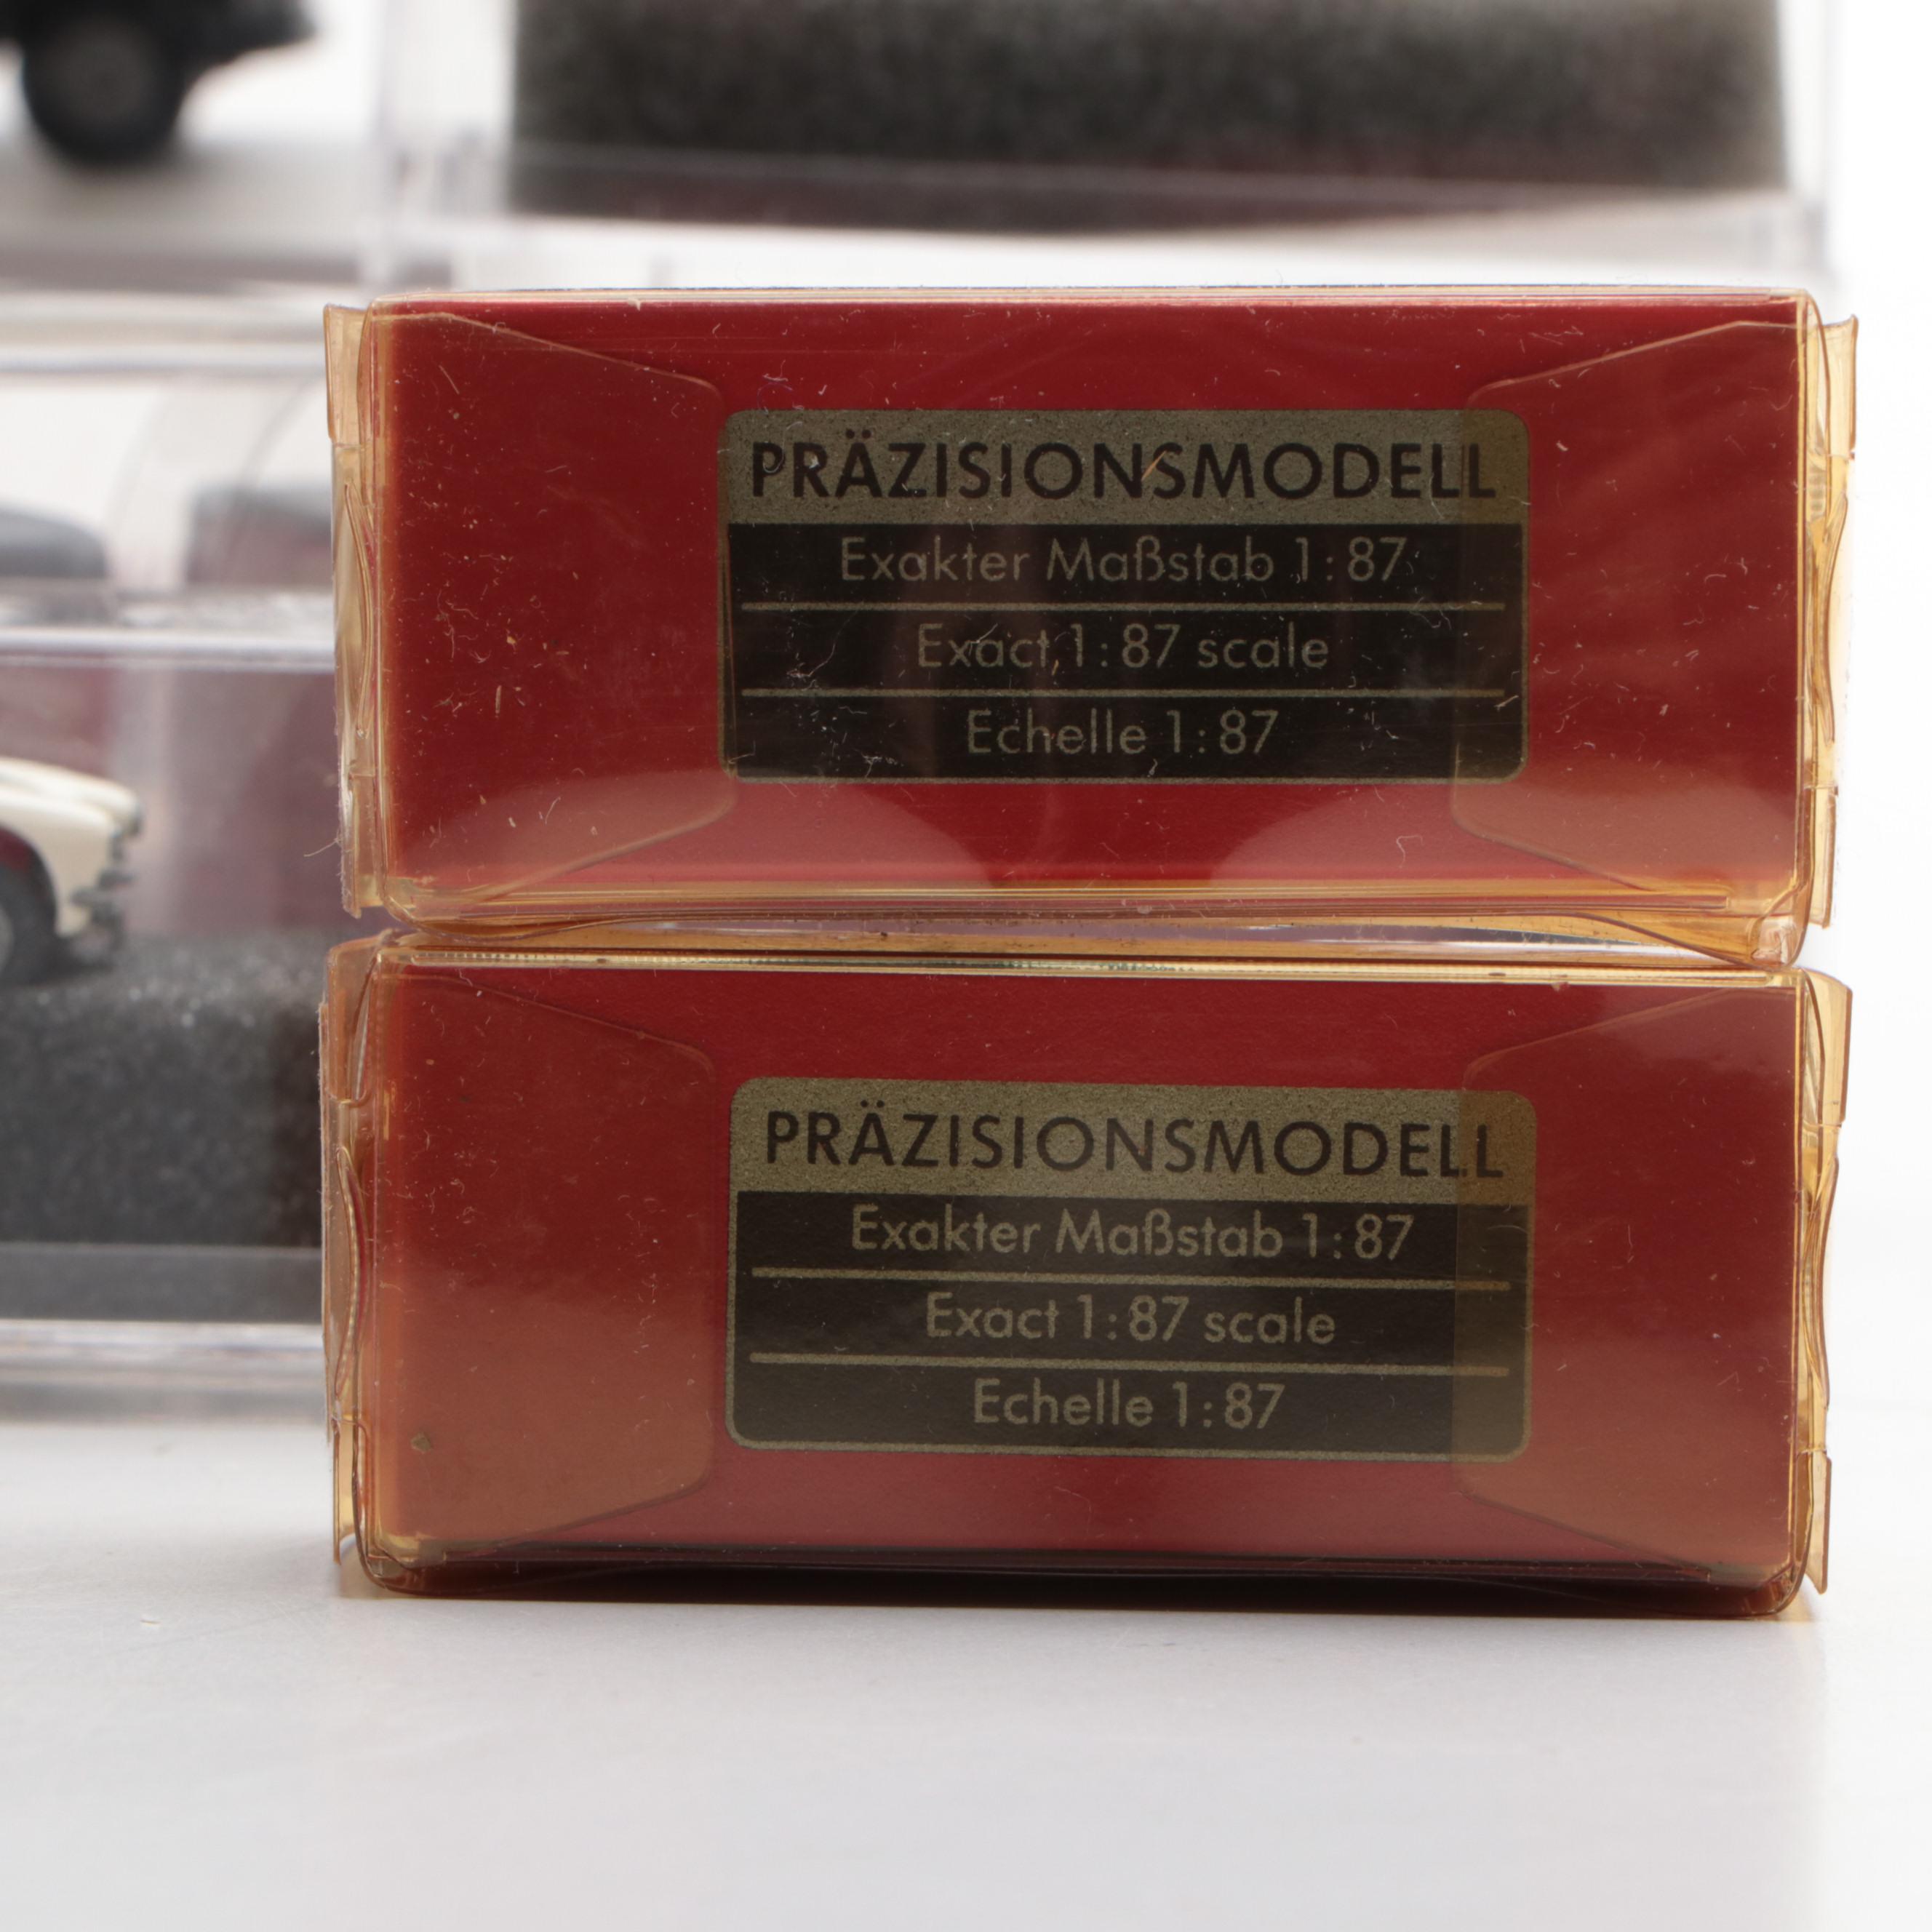 PRÄZISIONSMODELL
Exakter Maßstab 1:87
Exact 1:87 scale
Echelle 1:87
PRÄZISIONSMODELL
Exakter Maßstab 1:87
Exact 1:87 scale
Echelle 1:87